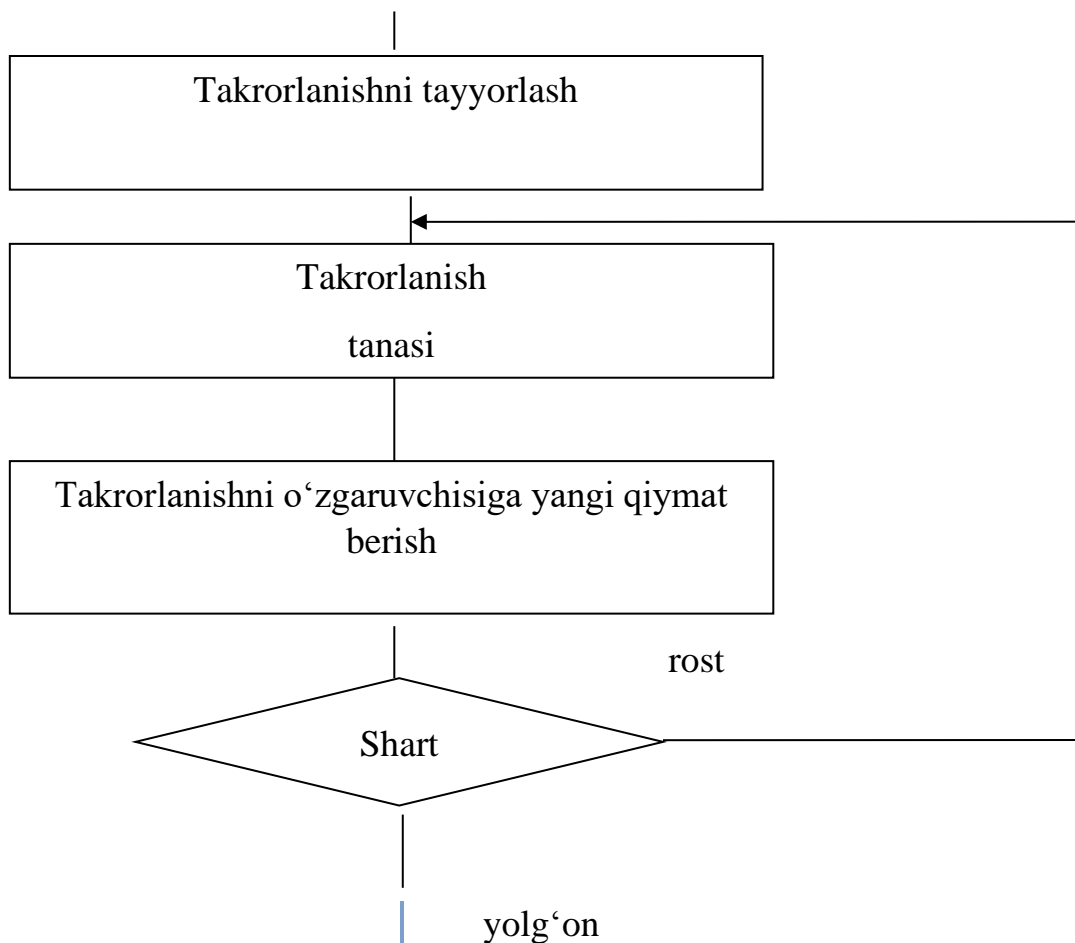 Takrorlanishni tayyorlash
Takrorlanish
tanasi
Takrorlanishni o‘zgaruvchisiga yangi qiymat
berish
rost
Shart
yolg‘on